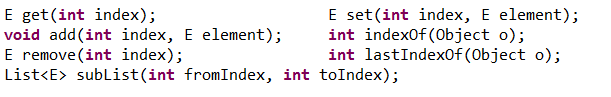 E get(int index); E set(int index, E element);
void add(int index, E element); int indexOf(Object o);
E remove(int index); int lastIndexOf(Object o);
List<E> subList(int fromIndex, int toIndex);